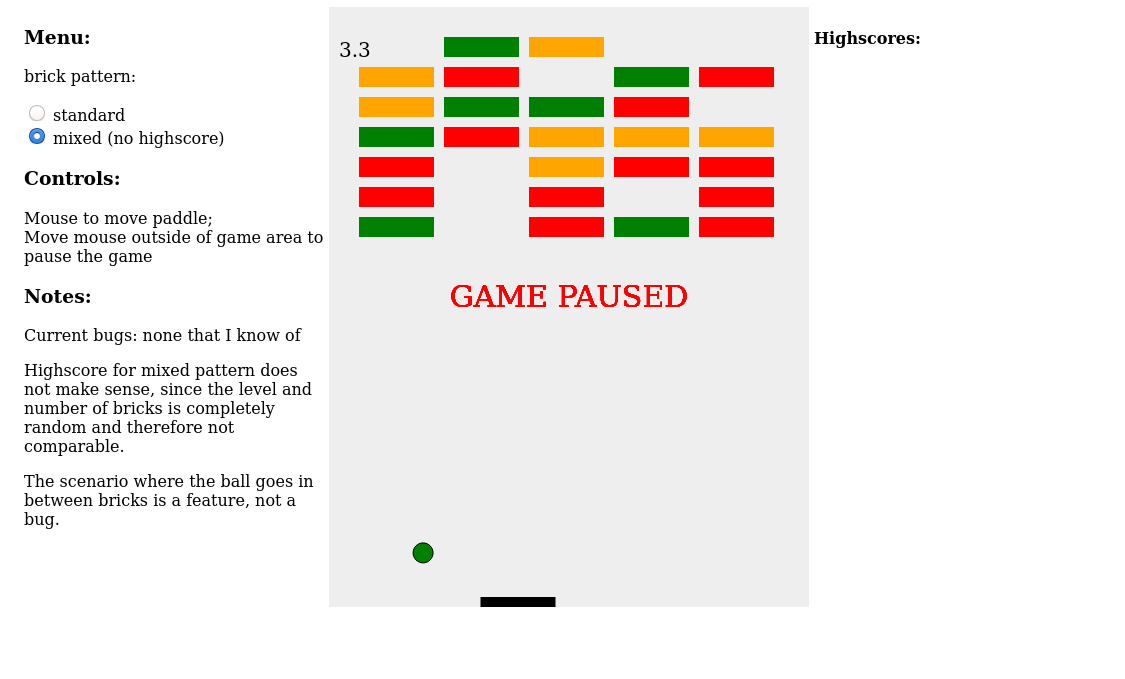 Menu:
brick pattern:
standard
mixed (no highscore)
Controls:
Mouse to move paddle;
Move mouse outside of game area to
pause the game
Notes:
Current bugs: none that I know of
Highscore for mixed pattern does
not make sense, since the level and
number of bricks is completely
random and therefore not
comparable.
The scenario where the ball goes in
between bricks is a feature, not a
bug.
3.3
GAME PAUSED
Highscores: